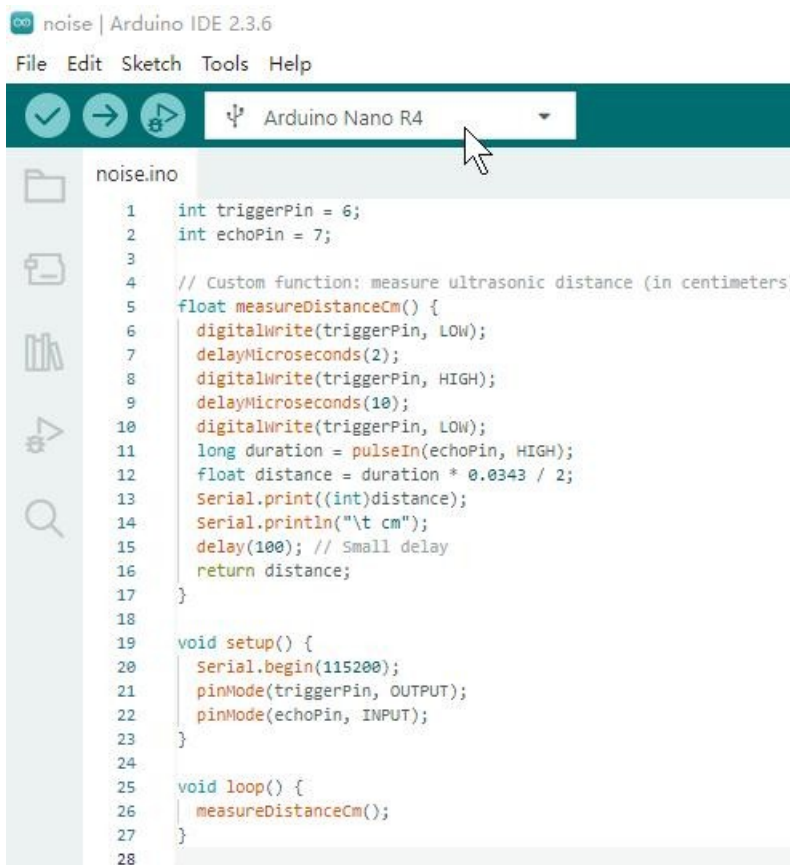 noise | Arduino IDE 2.3.6
File Edit Sketch Tools Help
Arduino Nano R4
noise.ino
1 int triggerPin = 6;
2 int echoPin = 7;
3
4 // Custom function: measure ultrasonic distance (in centimeters
5 float measureDistanceCm() {
6 digitalWrite(triggerPin, LOW);
7 delayMicroseconds(2);
8 digitalWrite(triggerPin, HIGH);
9 delayMicroseconds(10);
10 digitalWrite(triggerPin, LOW);
11 long duration = pulseIn(echoPin, HIGH);
12 float distance = duration * 0.0343 / 2;
13 Serial.print((int)distance);
14 Serial.println("\t cm");
15 delay(100); // Small delay
16 return distance;
17 }
18
19 void setup() {
20 Serial.begin(115200);
21 pinMode(triggerPin, OUTPUT);
22 pinMode(echoPin, INPUT);
23 }
24
25 void loop() {
26 measureDistanceCm();
27 }
28